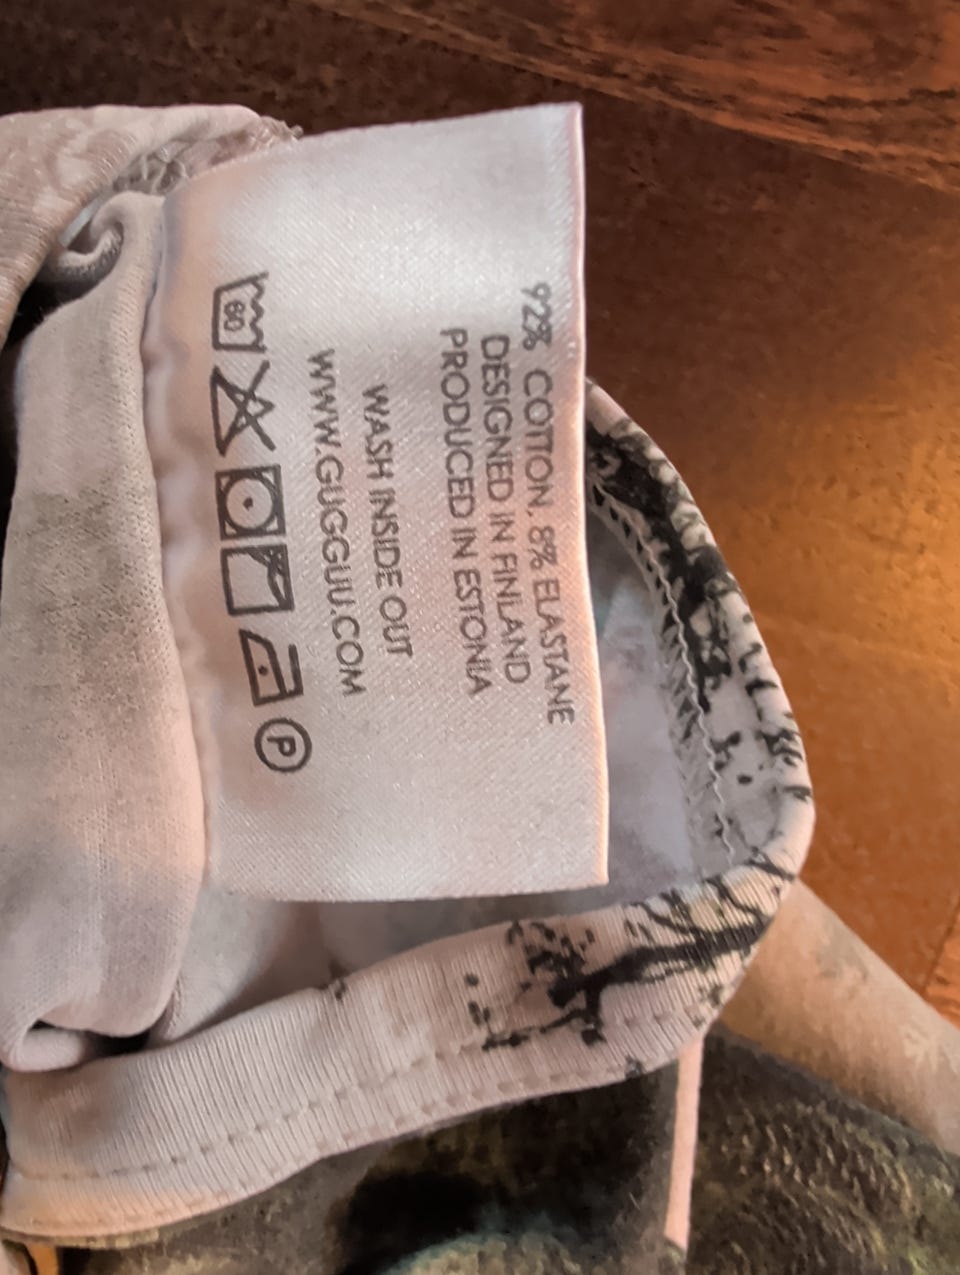 92% COTTON, 8% ELASTANE
DESIGNED IN FINLAND
PRODUCED IN ESTONIA
WASH INSIDE OUT
WWW.GUGGUU.COM
60
P